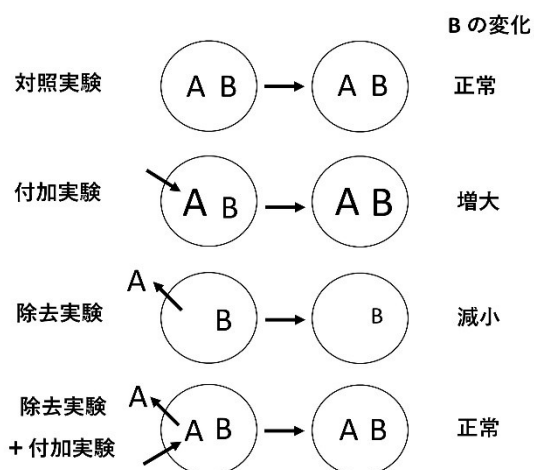 B の変化
対照実験 A B A B 正常
付加実験 A B A B 増大
A
除去実験 B B 減小
除去実験 A A B A B 正常
+ 付加実験